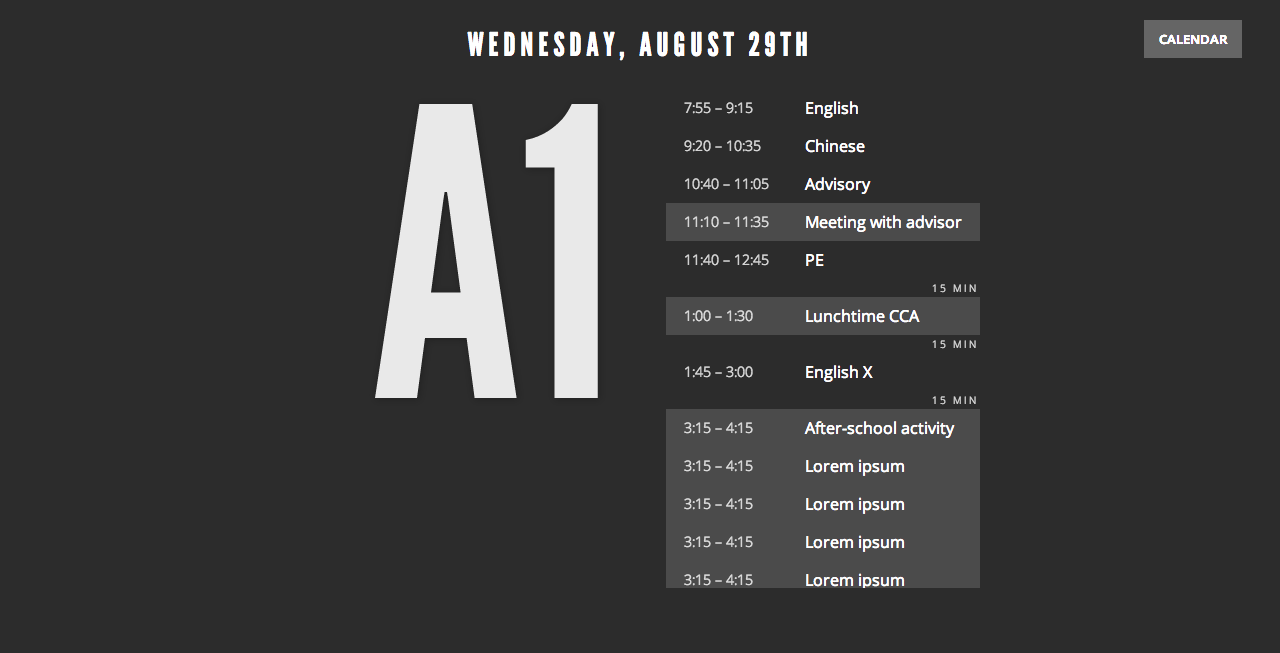 WEDNESDAY, AUGUST 29TH
CALENDAR
A1
7:55 – 9:15 English
9:20 – 10:35 Chinese
10:40 – 11:05 Advisory
11:10 – 11:35 Meeting with advisor
11:40 – 12:45 PE
15 MIN
1:00 – 1:30 Lunchtime CCA
15 MIN
1:45 – 3:00 English X
15 MIN
3:15 – 4:15 After-school activity
3:15 – 4:15 Lorem ipsum
3:15 – 4:15 Lorem ipsum
3:15 – 4:15 Lorem ipsum
3:15 – 4:15 Lorem ipsum